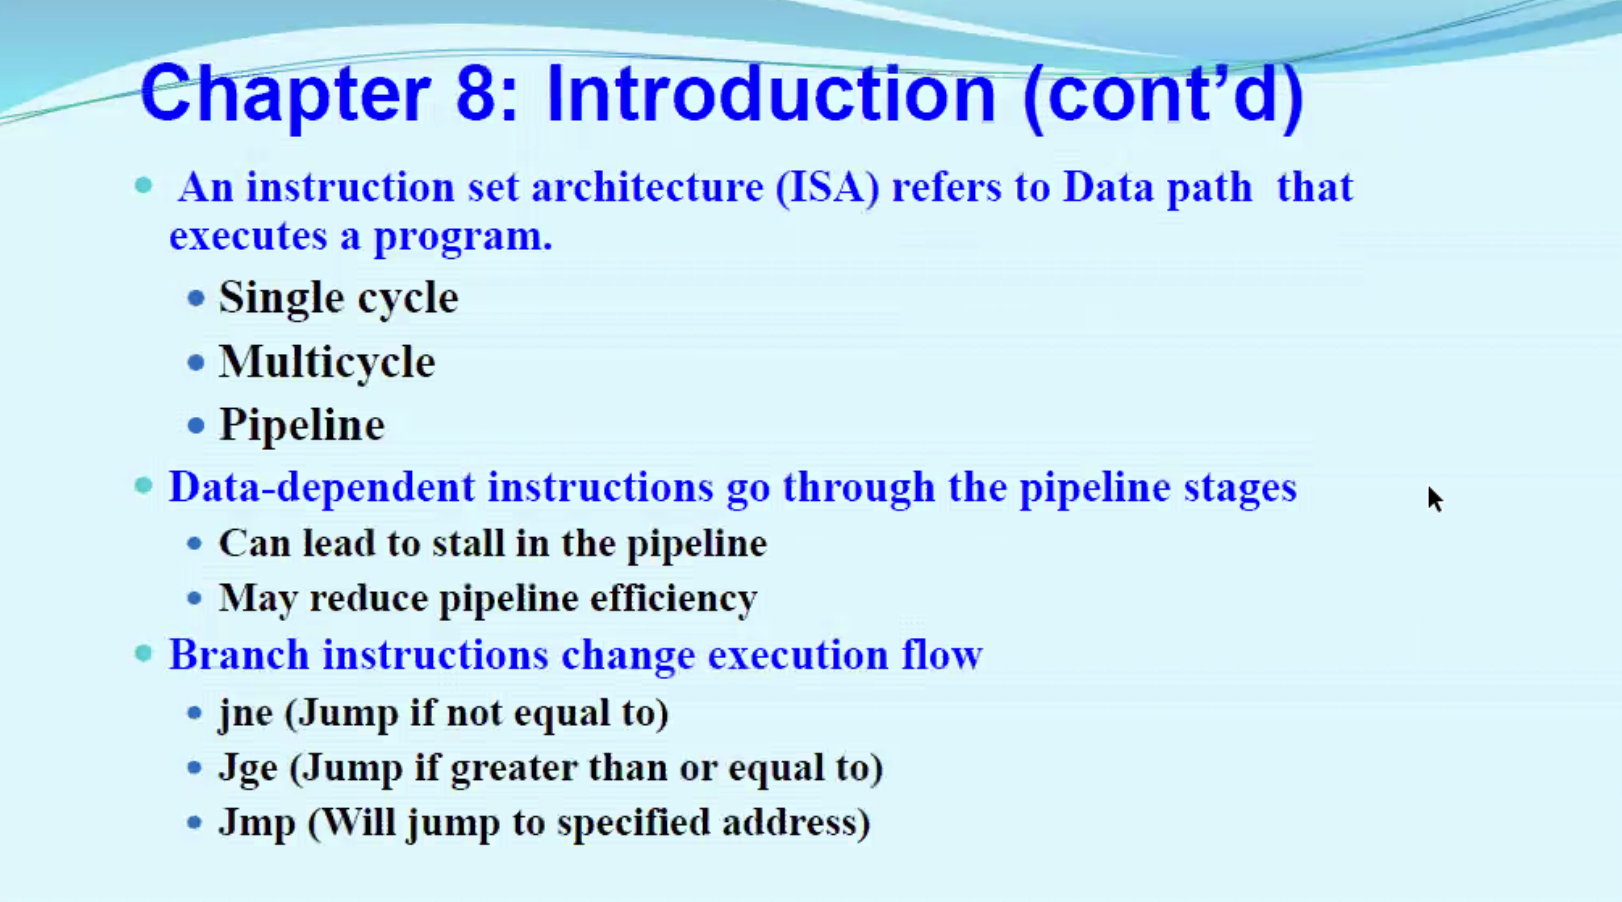 Chapter 8: Introduction (cont’d)
An instruction set architecture (ISA) refers to Data path that
executes a program.
Single cycle
Multicycle
Pipeline
Data-dependent instructions go through the pipeline stages
Can lead to stall in the pipeline
May reduce pipeline efficiency
Branch instructions change execution flow
jne (Jump if not equal to)
Jge (Jump if greater than or equal to)
Jmp (Will jump to specified address)